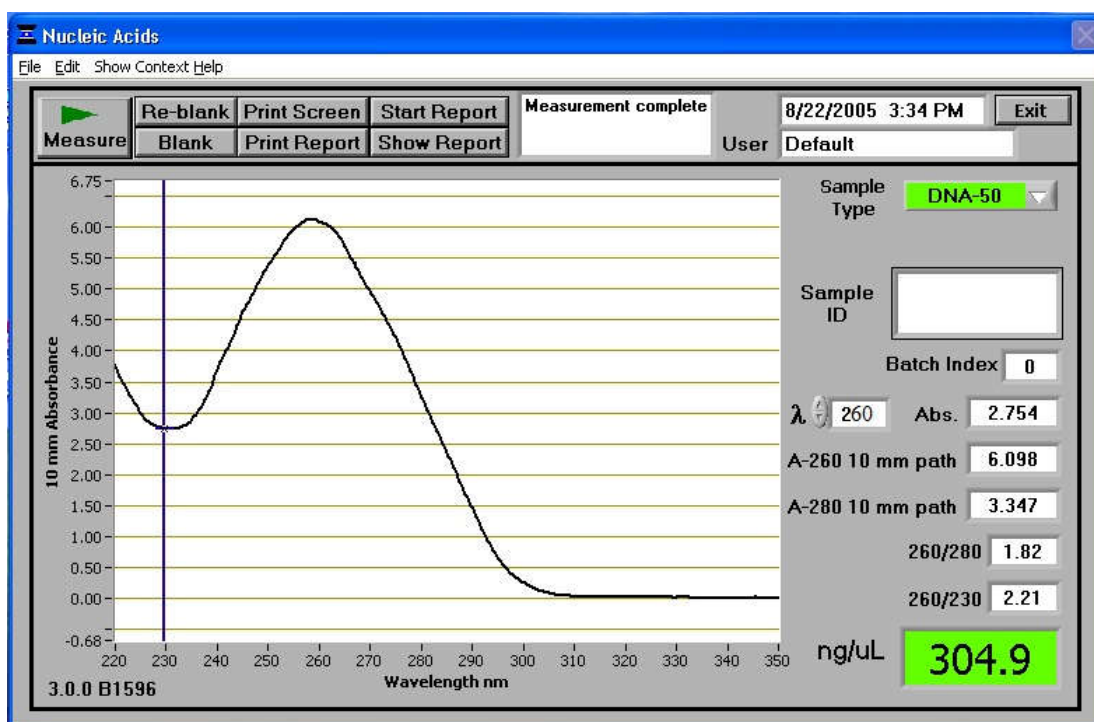 Nucleic Acids
File Edit Show Context Help
Measure
Re-blank Print Screen Start Report
Blank Print Report Show Report
Measurement complete
8/22/2005 3:34 PM Exit
User Default
Sample Type DNA-50
Sample ID
Batch Index 0
λ 260 Abs. 2.754
A-260 10 mm path 6.098
A-280 10 mm path 3.347
260/280 1.82
260/230 2.21
ng/uL 304.9
10 mm Absorbance
6.75
6.00
5.50
5.00
4.50
4.00
3.50
3.00
2.50
2.00
1.50
1.00
0.50
0.00
-0.68
220 230 240 250 260 270 280 290 300 310 320 330 340 350
Wavelength nm
3.0.0 B1596